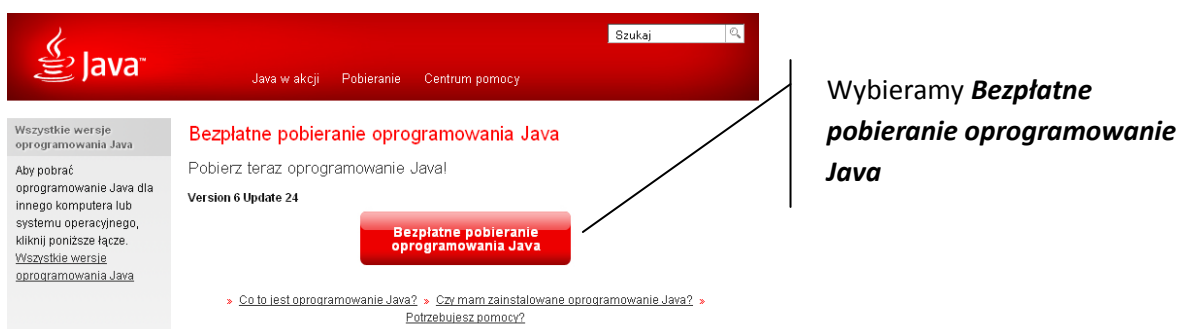 Java™
Szukaj
Java w akcji Pobieranie Centrum pomocy
Wszystkie wersje
oprogramowania Java
Aby pobrać
oprogramowanie Java dla
innego komputera lub
systemu operacyjnego,
kliknij poniższe łącze.
Wszystkie wersje
oprogramowania Java
Bezpłatne pobieranie oprogramowania Java
Pobierz teraz oprogramowanie Java!
Version 6 Update 24
Bezpłatne pobieranie
oprogramowania Java
» Co to jest oprogramowanie Java? » Czy mam zainstalowane oprogramowanie Java? »
Potrzebujesz pomocy?
Wybieramy Bezpłatne
pobieranie oprogramowanie
Java